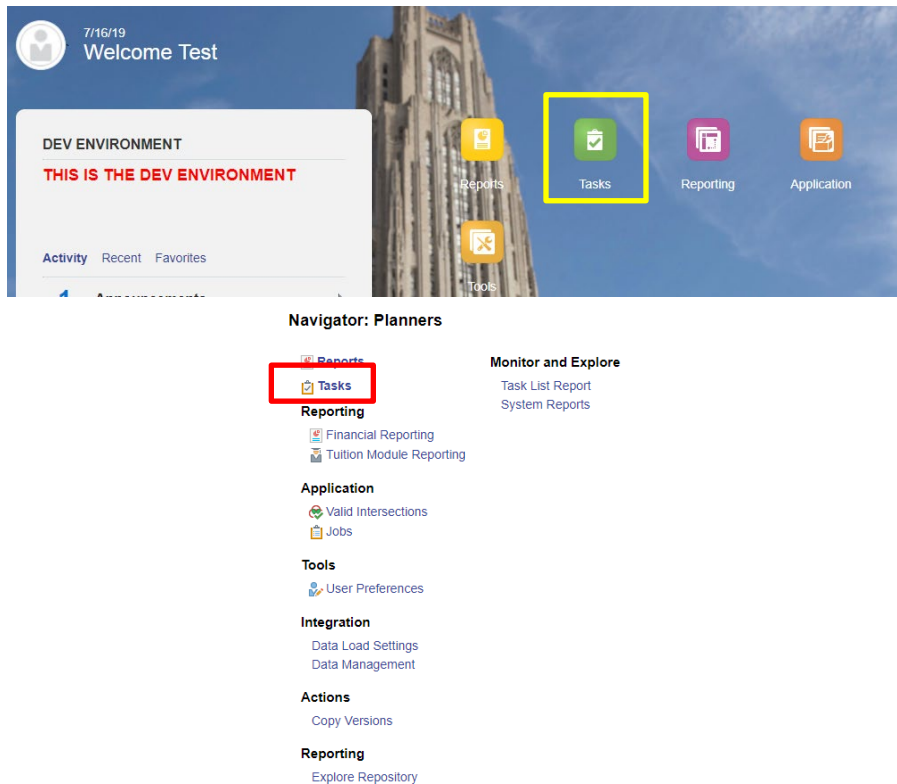 7/16/19
Welcome Test
DEV ENVIRONMENT
THIS IS THE DEV ENVIRONMENT
Activity Recent Favorites
1 Announcements
Reports
Tasks
Reporting
Application
Tools
Navigator: Planners
Reports
Tasks
Reporting
Financial Reporting
Tuition Module Reporting
Application
Valid Intersections
Jobs
Tools
User Preferences
Integration
Data Load Settings
Data Management
Actions
Copy Versions
Reporting
Explore Repository
Monitor and Explore
Task List Report
System Reports